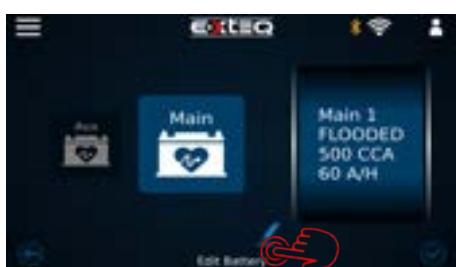 EXTEQ
Aux
Main
Main 1
FLOODED
500 CCA
60 A/H
Edit Battery